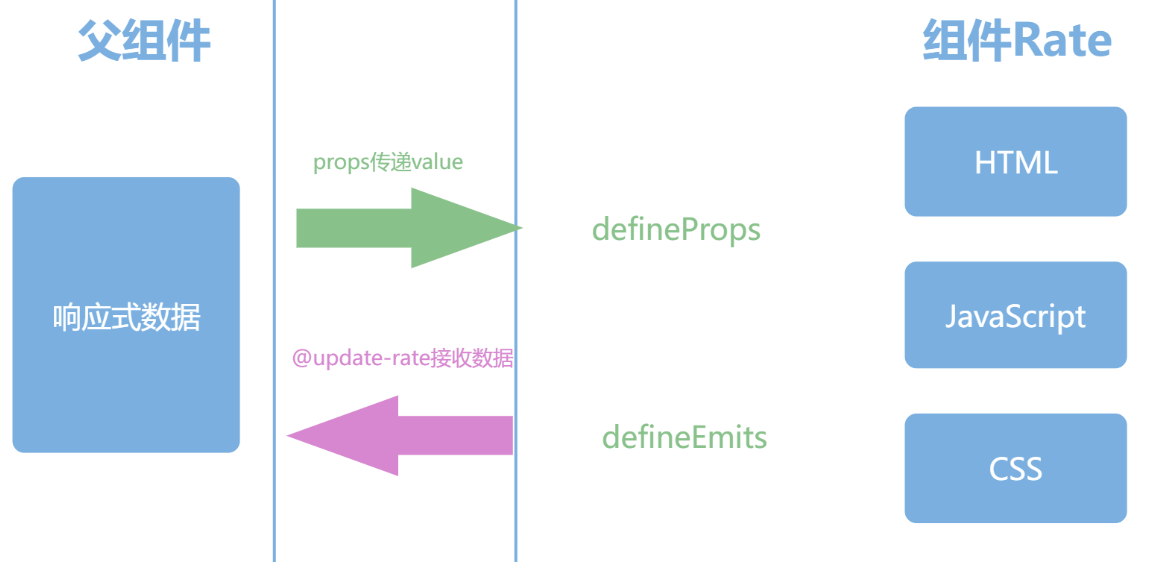 父组件
组件Rate
props传递value
HTML
defineProps
响应式数据
JavaScript
@update-rate接收数据
defineEmits
CSS